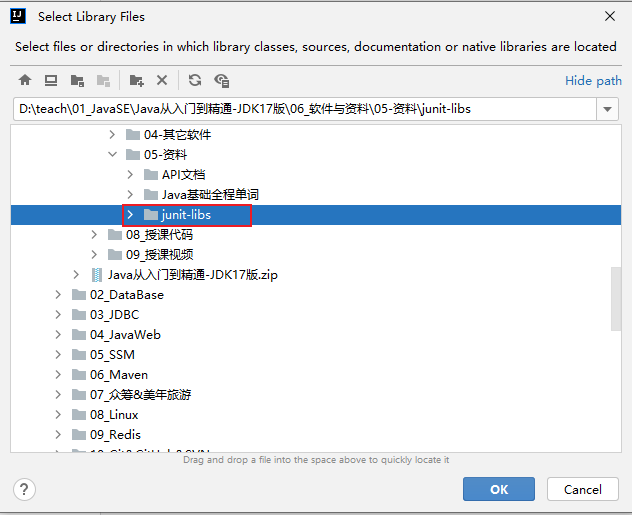 Select Library Files
Select files or directories in which library classes, sources, documentation or native libraries are located
Hide path
D:\teach\01_JavaSE\Java从入门到精通-JDK17版\06_软件与资料\05-资料\junit-libs
04-其它软件
05-资料
API文档
Java基础全程单词
junit-libs
08_授课代码
09_授课视频
Java从入门到精通-JDK17版.zip
02_DataBase
03_JDBC
04_JavaWeb
05_SSM
06_Maven
07_众筹&美年旅游
08_Linux
09_Redis
Drag and drop a file into the space above to quickly locate it
?
OK
Cancel